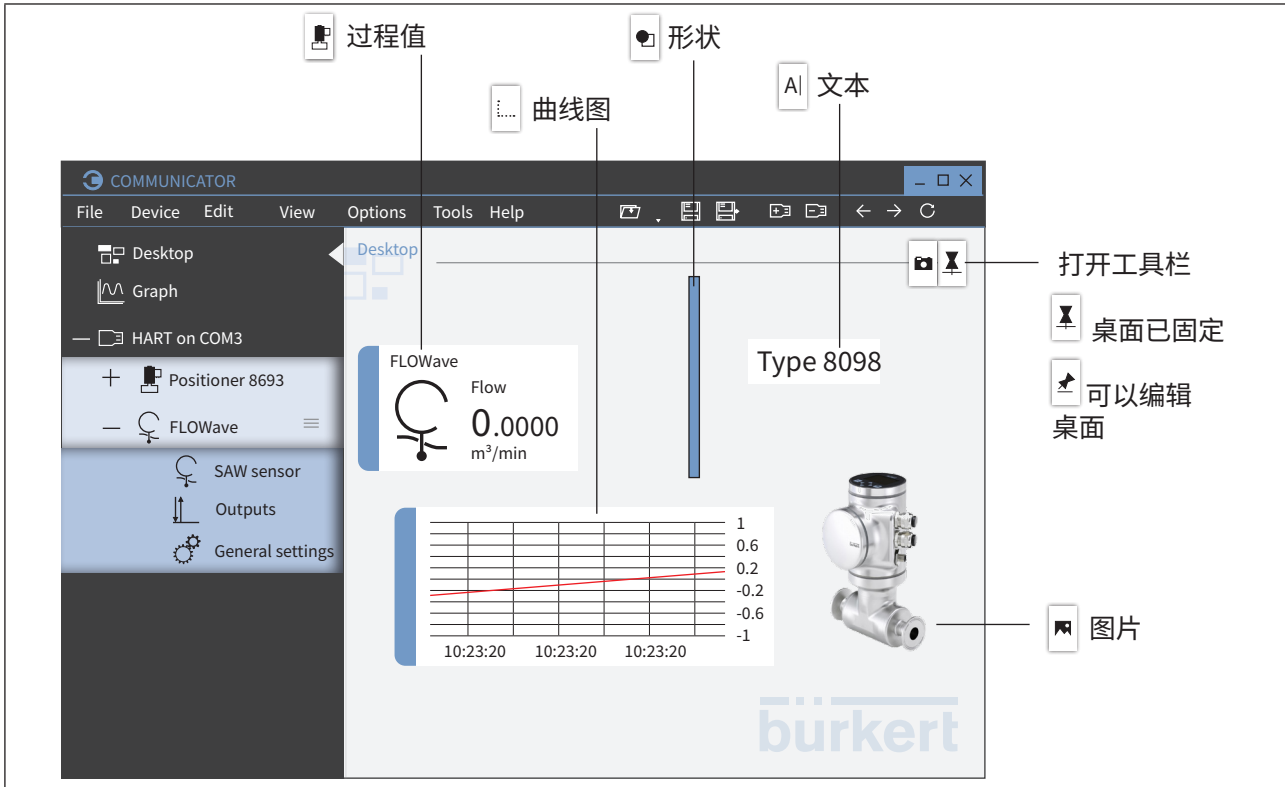 过程值
形状
A| 文本
曲线图
COMMUNICATOR
File Device Edit View Options Tools Help
Desktop
Graph
HART on COM3
Positioner 8693
FLOWave
SAW sensor
Outputs
General settings
Desktop
FLOWave
Flow
0.0000
m³/min
Type 8098
1
0.6
0.2
-0.2
-0.6
-1
10:23:20 10:23:20 10:23:20
bürkert
打开工具栏
桌面已固定
可以编辑
桌面
图片